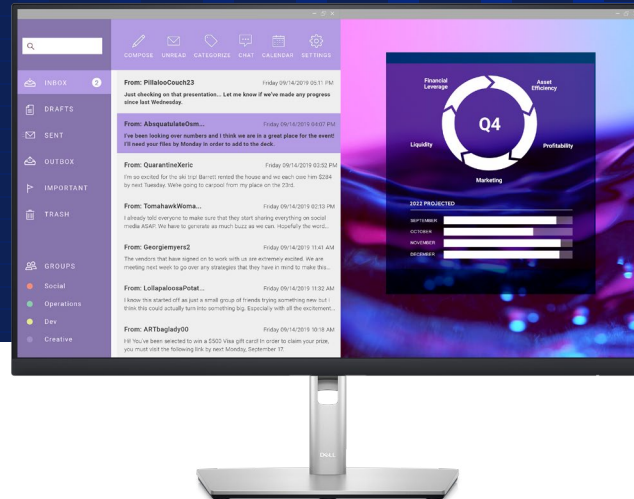 COMPOSE UNREAD CATEGORIZE CHAT CALENDAR SETTINGS
INBOX 2
DRAFTS
SENT
OUTBOX
IMPORTANT
TRASH
GROUPS
Social
Operations
Dev
Creative
From: PillalooCouch23 Friday 09/14/2019 05:11 PM
Just checking on that presentation... Let me know if we've made any progress
since last Wednesday.
From: AbsquatulateOsm... Friday 09/14/2019 04:07 PM
I've been looking over numbers and I think we are in a great place for the event!
I'll need your files by Monday in order to add to the deck.
From: QuarantineXeric Friday 09/14/2019 03:52 PM
I'm so excited for the ski trip! Barrett rented the house and we each owe him $284
by next Tuesday. We're going to carpool from my place on the 23rd.
From: TomahawkWoma... Friday 09/14/2019 02:13 PM
I already told everyone to make sure that they start sharing everything on social
media ASAP. We have to generate as much buzz as we can. Hopefully the word...
From: Georgiemyers2 Friday 09/14/2019 11:41 AM
The vendors that have signed on to work with us are extremely excited. We are
meeting next week to go over any strategies that they have in mind to make this...
From: LollapaloosaPotat... Friday 09/14/2019 11:32 AM
I know this started off as just a small group of friends trying something new but I
think this could actually turn into something big. Especially with all the excitement...
From: ARTbaglady00 Friday 09/14/2019 10:18 AM
Hi! You've been selected to win a $500 Visa gift card! In order to claim your prize,
you must visit the following link by next Monday, September 17.
Financial
Leverage
Asset
Efficiency
Q4
Liquidity
Profitability
Marketing
2022 PROJECTED
SEPTEMBER
OCTOBER
NOVEMBER
DECEMBER
DELL